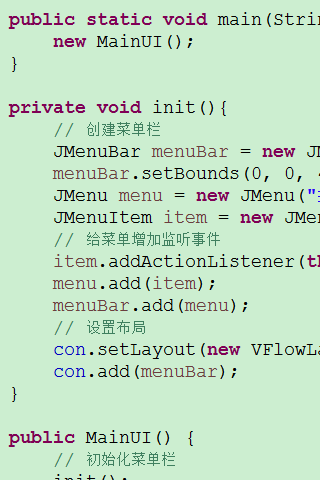 public static void main(Strin
new MainUI();
}
private void init(){
// 创建菜单栏
JMenuBar menuBar = new J
menuBar.setBounds(0, 0,
JMenu menu = new JMenu("
JMenuItem item = new JMe
// 给菜单增加监听事件
item.addActionListener(th
menu.add(item);
menuBar.add(menu);
// 设置布局
con.setLayout(new VFlowLa
con.add(menuBar);
}
public MainUI() {
// 初始化菜单栏
init();